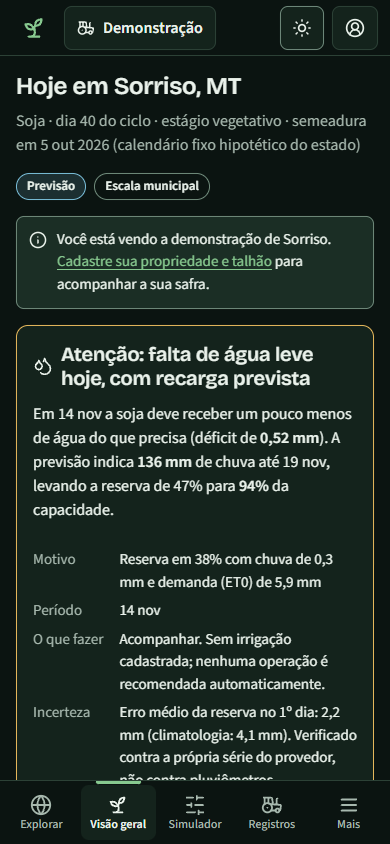 Demonstração
Hoje em Sorriso, MT
Soja · dia 40 do ciclo · estágio vegetativo · semeadura
em 5 out 2026 (calendário fixo hipotético do estado)
Previsão
Escala municipal
Você está vendo a demonstração de Sorriso.
Cadastre sua propriedade e talhão para
acompanhar a sua safra.
Atenção: falta de água leve
hoje, com recarga prevista
Em 14 nov a soja deve receber um pouco menos
de água do que precisa (déficit de 0,52 mm). A
previsão indica 136 mm de chuva até 19 nov,
levando a reserva de 47% para 94% da
capacidade.
Motivo
Reserva em 38% com chuva de 0,3
mm e demanda (ET0) de 5,9 mm
Período
14 nov
O que fazer
Acompanhar. Sem irrigação
cadastrada; nenhuma operação é
recomendada automaticamente.
Incerteza
Erro médio da reserva no 1º dia: 2,2
mm (climatologia: 4,1 mm). Verificado
contra a própria série do provedor,
não contra pluviômetros
Explorar
Visão geral
Simulador
Registros
Mais